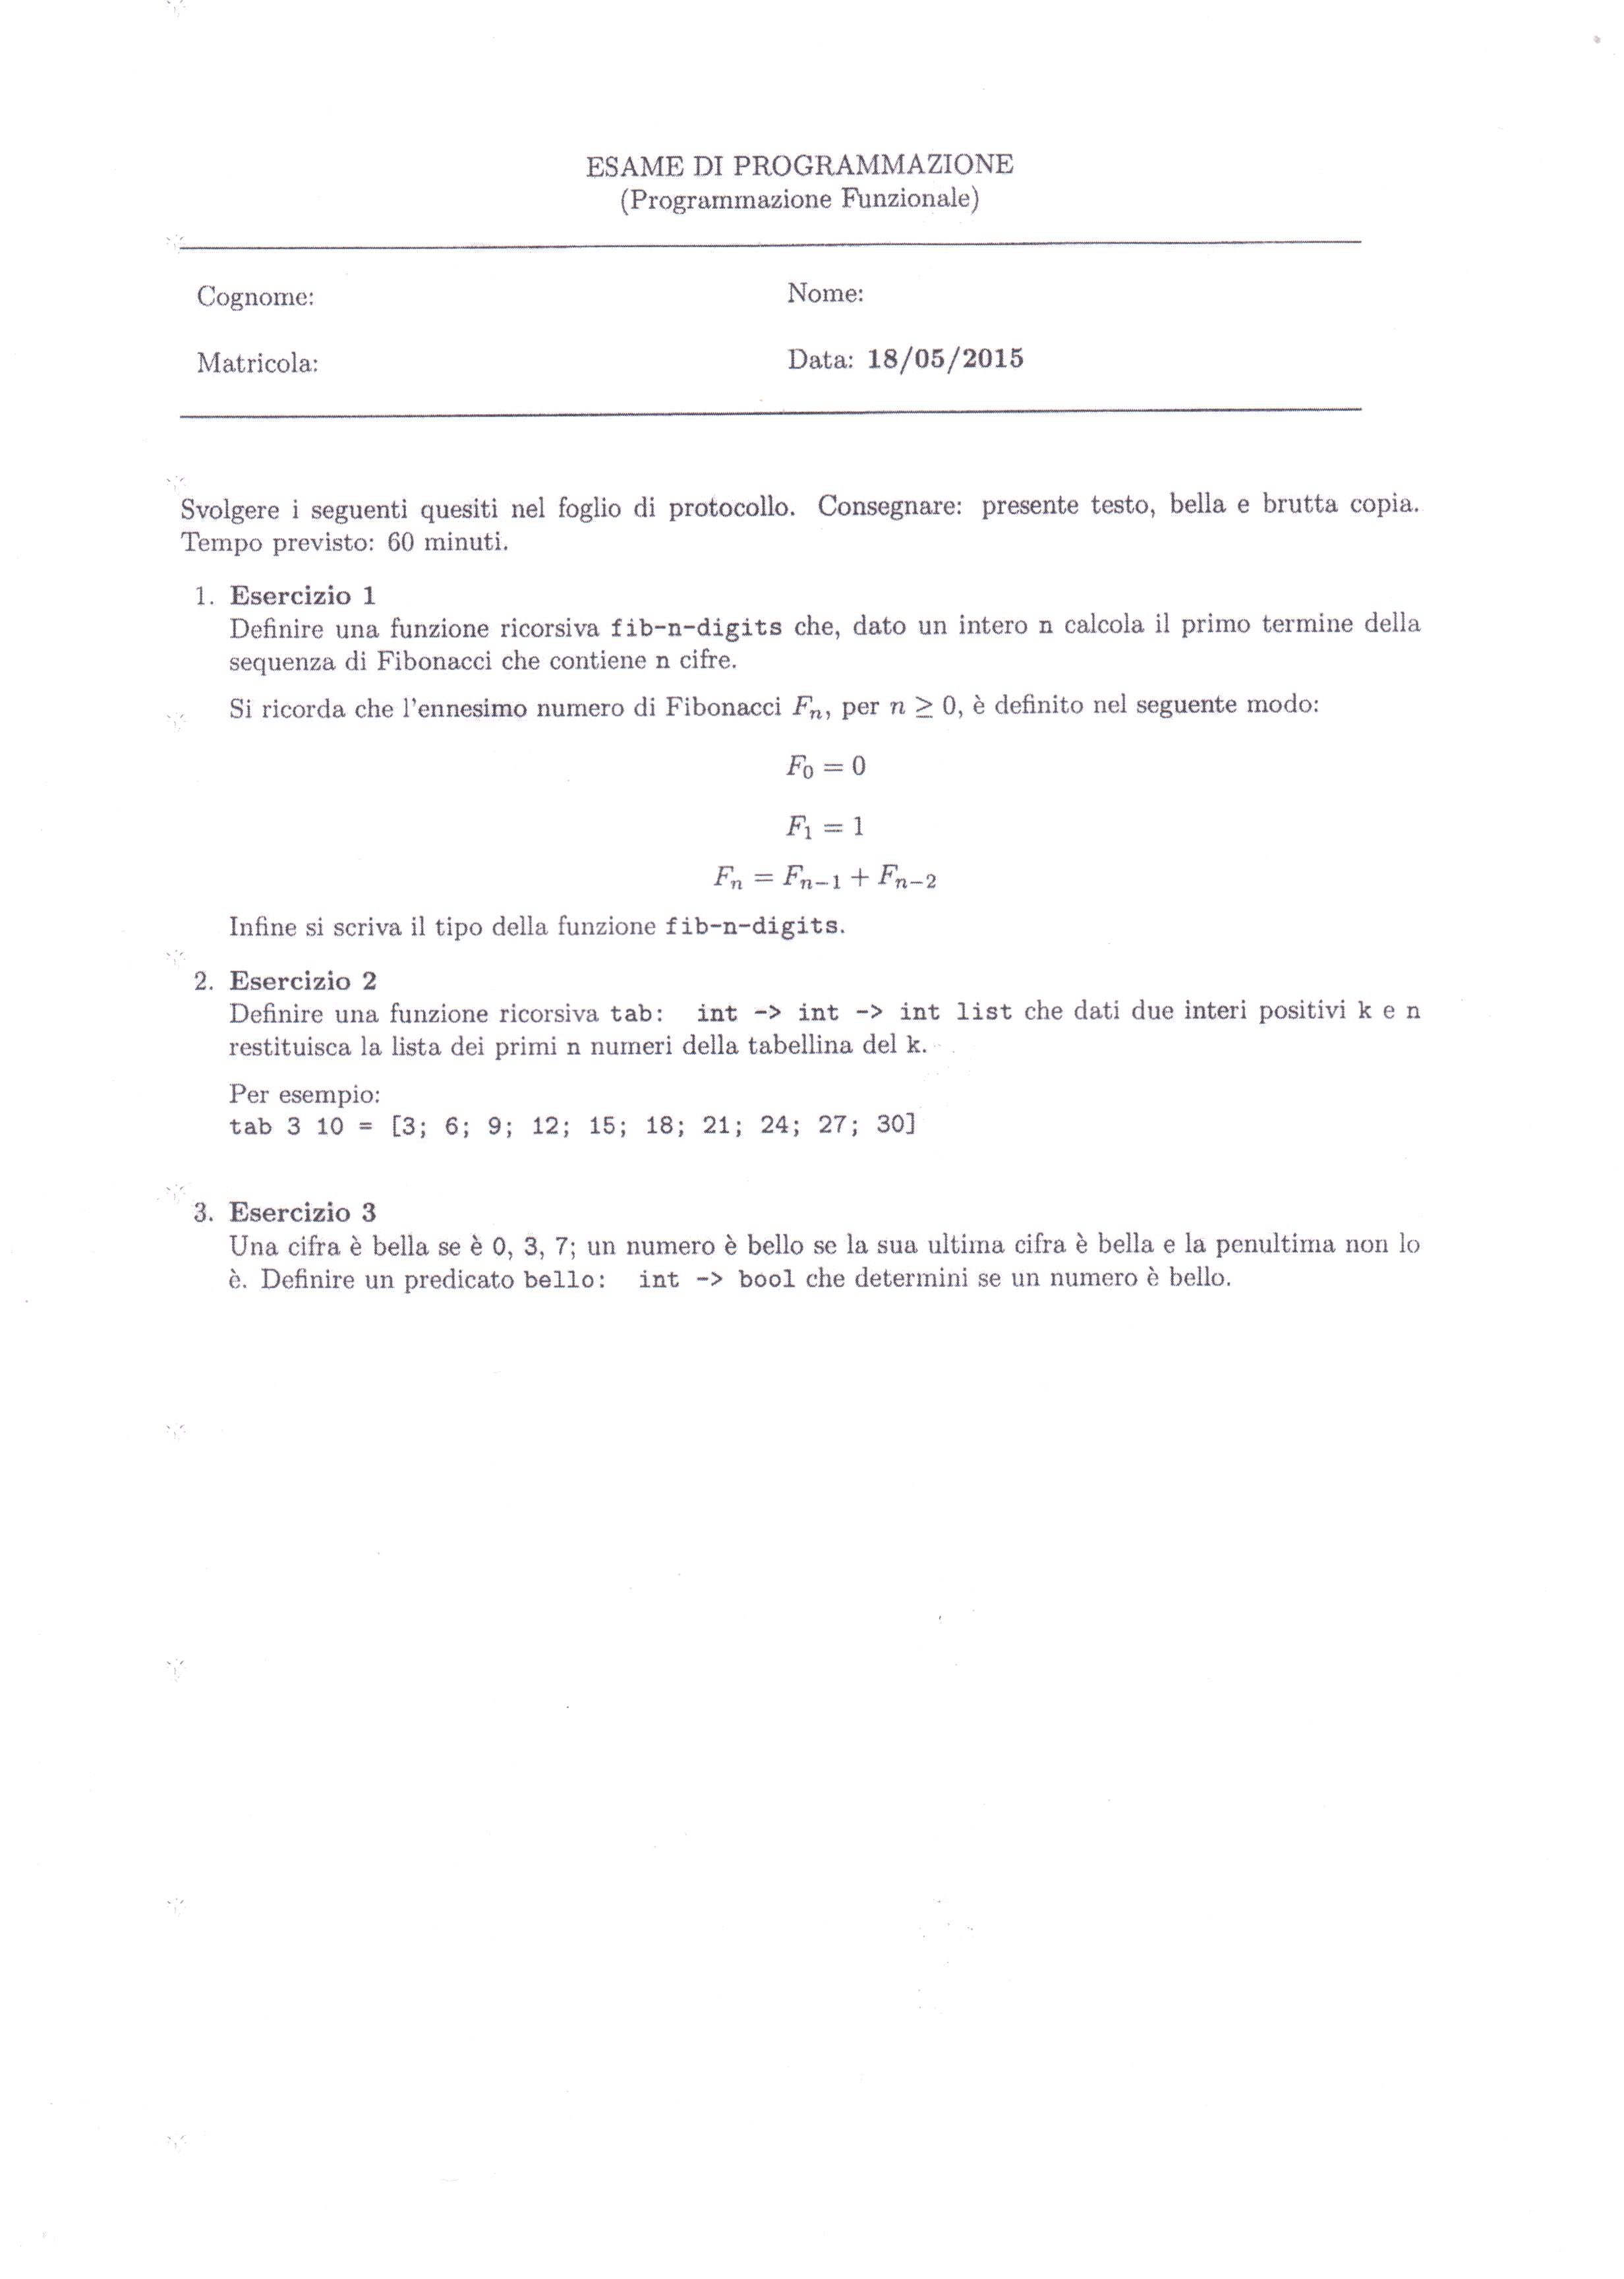 ESAME DI PROGRAMMAZIONE
(Programmazione Funzionale)
Cognome:
Nome:
Matricola:
Data: 18/05/2015
Svolgere i seguenti quesiti nel foglio di protocollo. Consegnare: presente testo, bella e brutta copia.
Tempo previsto: 60 minuti.
1. Esercizio 1
Definire una funzione ricorsiva fib-n-digits che, dato un intero n calcola il primo termine della
sequenza di Fibonacci che contiene n cifre.
Si ricorda che l'ennesimo numero di Fibonacci Fₙ, per n ≥ 0, è definito nel seguente modo:
F₀ = 0
F₁ = 1
Fₙ = Fₙ₋₁ + Fₙ₋₂
Infine si scriva il tipo della funzione fib-n-digits.
2. Esercizio 2
Definire una funzione ricorsiva tab: int -> int -> int list che dati due interi positivi k e n
restituisca la lista dei primi n numeri della tabellina del k.
Per esempio:
tab 3 10 = [3; 6; 9; 12; 15; 18; 21; 24; 27; 30]
3. Esercizio 3
Una cifra è bella se è 0, 3, 7; un numero è bello se la sua ultima cifra è bella e la penultima non lo
è. Definire un predicato bello: int -> bool che determini se un numero è bello.